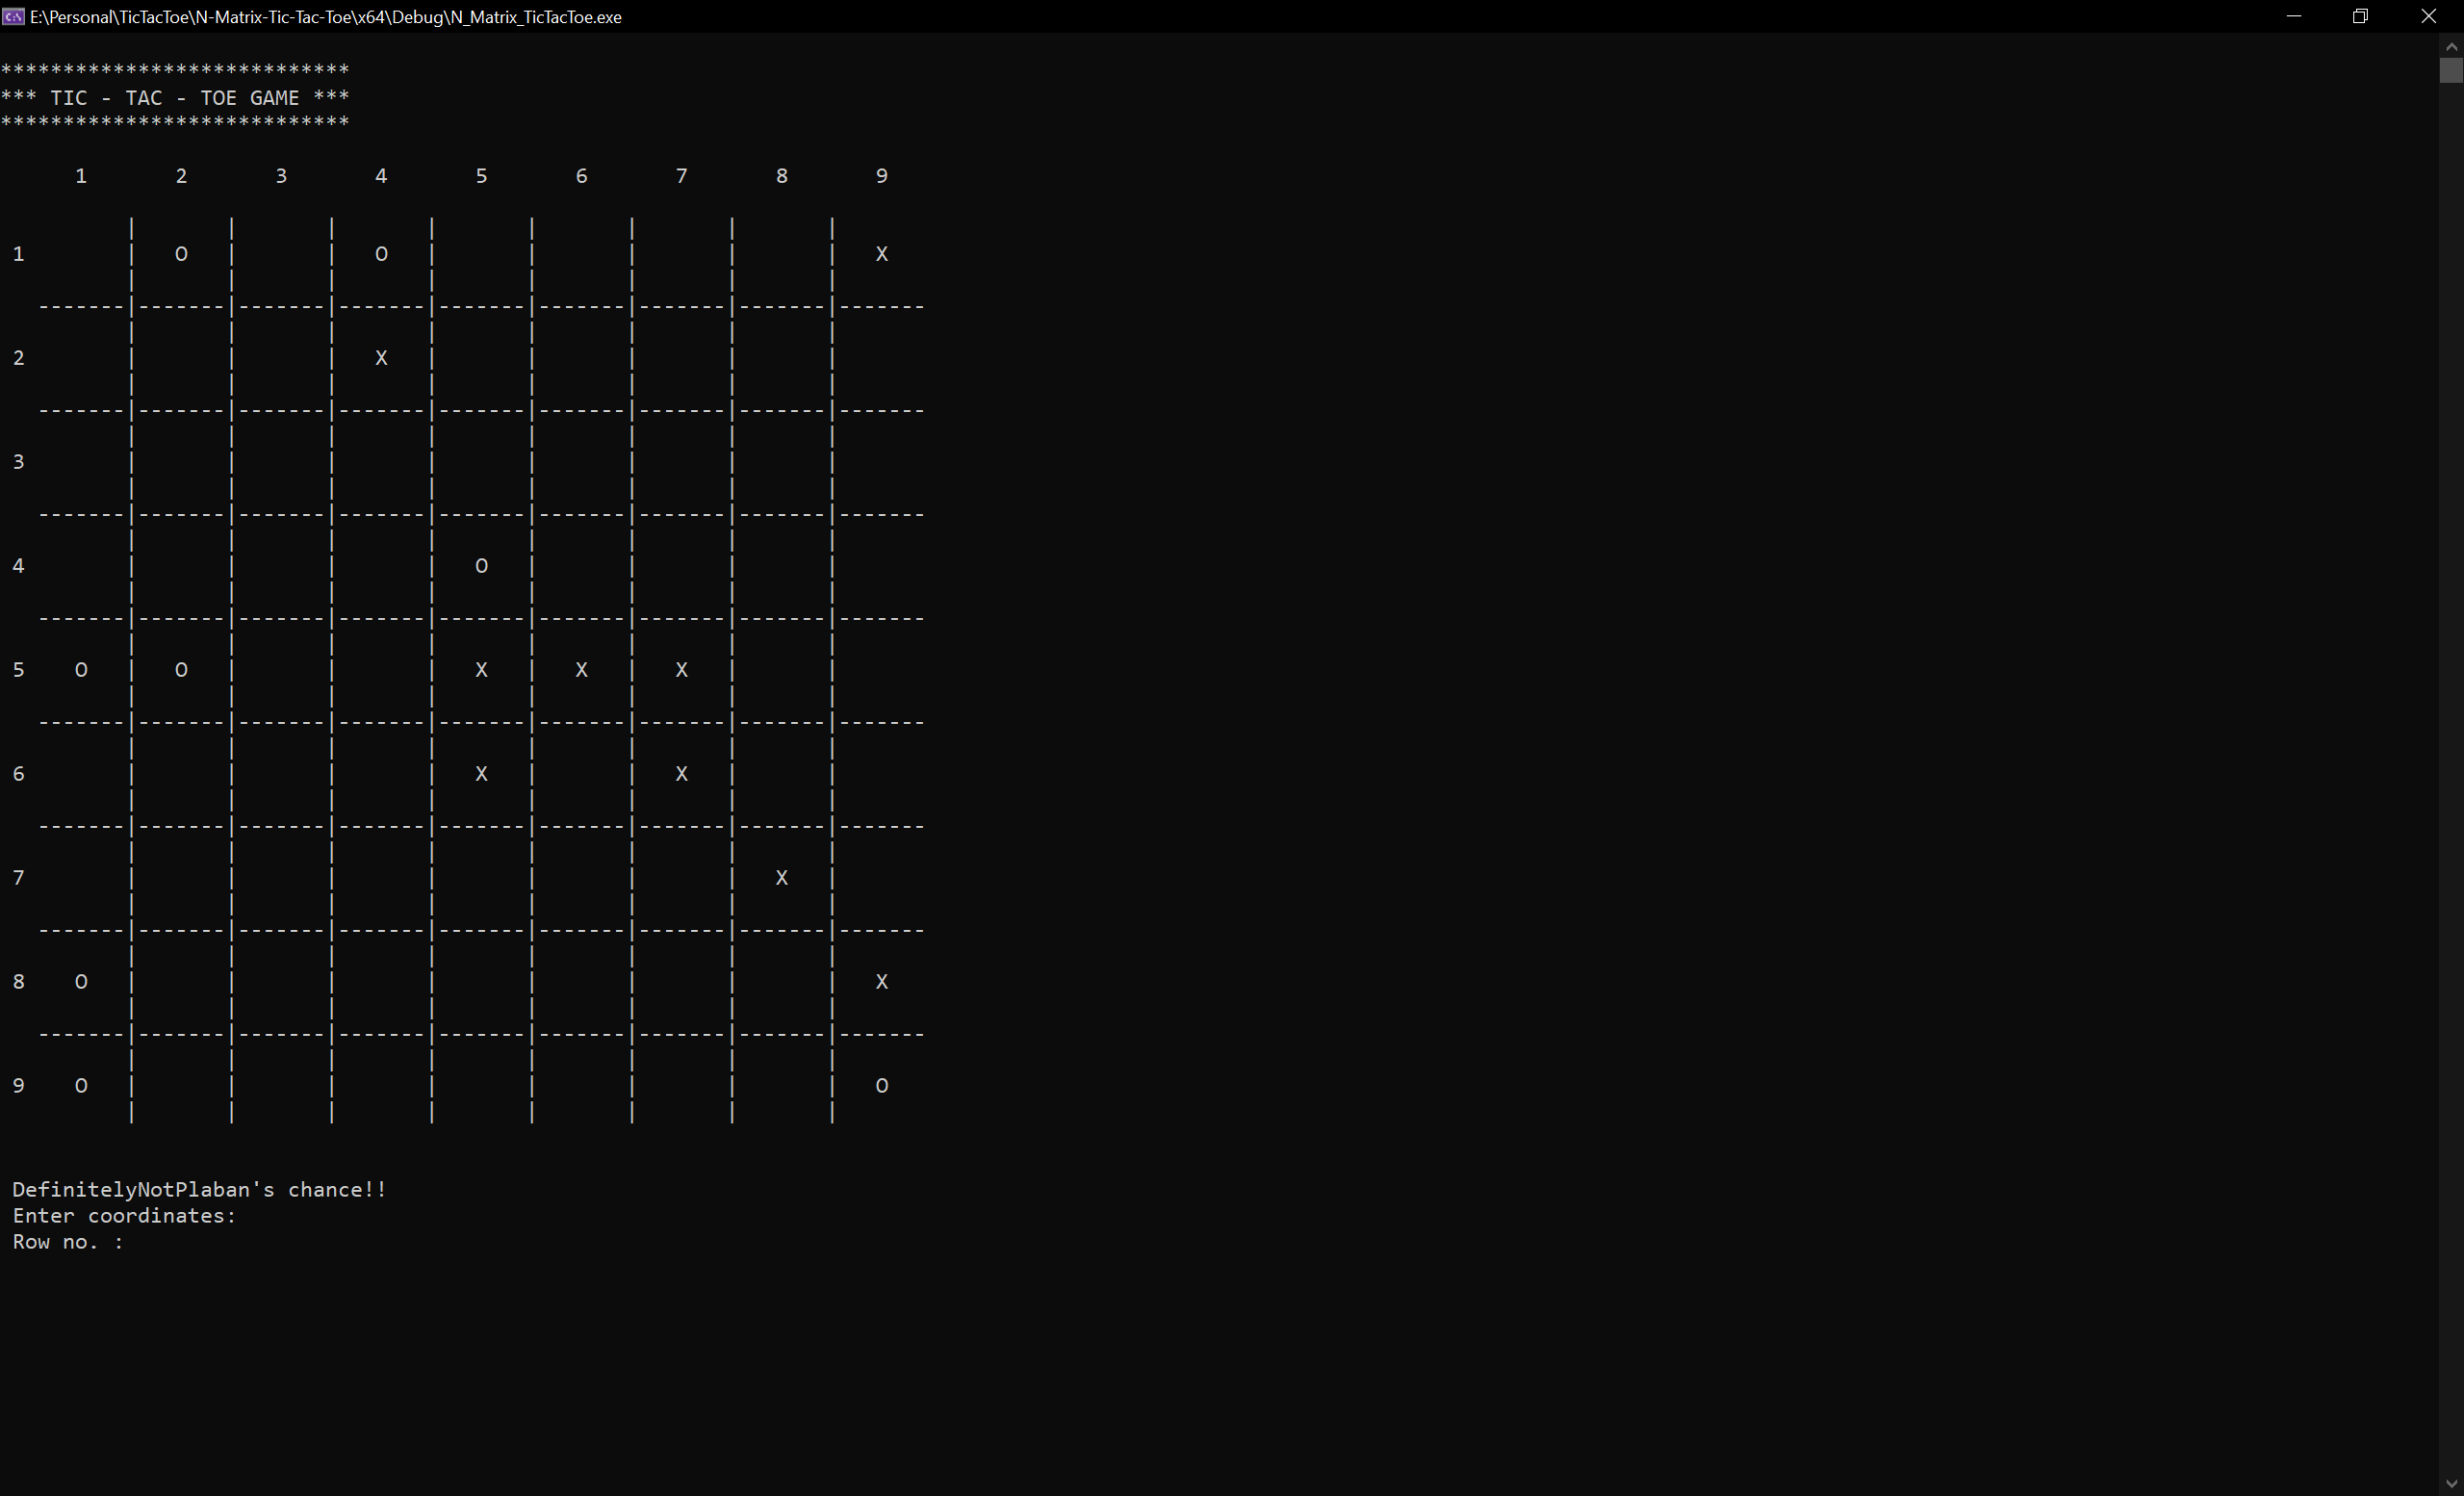 E:\Personal\TicTacToe\N-Matrix-Tic-Tac-Toe\x64\Debug\N_Matrix_TicTacToe.exe
****************************
*** TIC - TAC - TOE GAME ***
****************************
1 2 3 4 5 6 7 8 9
1 O O X
2 X
3
4 O
5 O O X X X
6 X X
7 X
8 O X
9 O O
DefinitelyNotPlaban's chance!!
Enter coordinates:
Row no. :